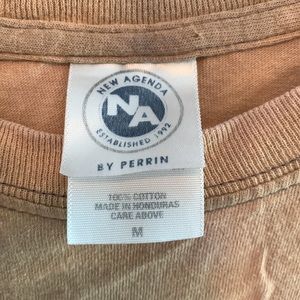 NEW AGENDA
NA
ESTABLISHED 1992
BY PERRIN
100% COTTON
MADE IN HONDURAS
CARE ABOVE
M